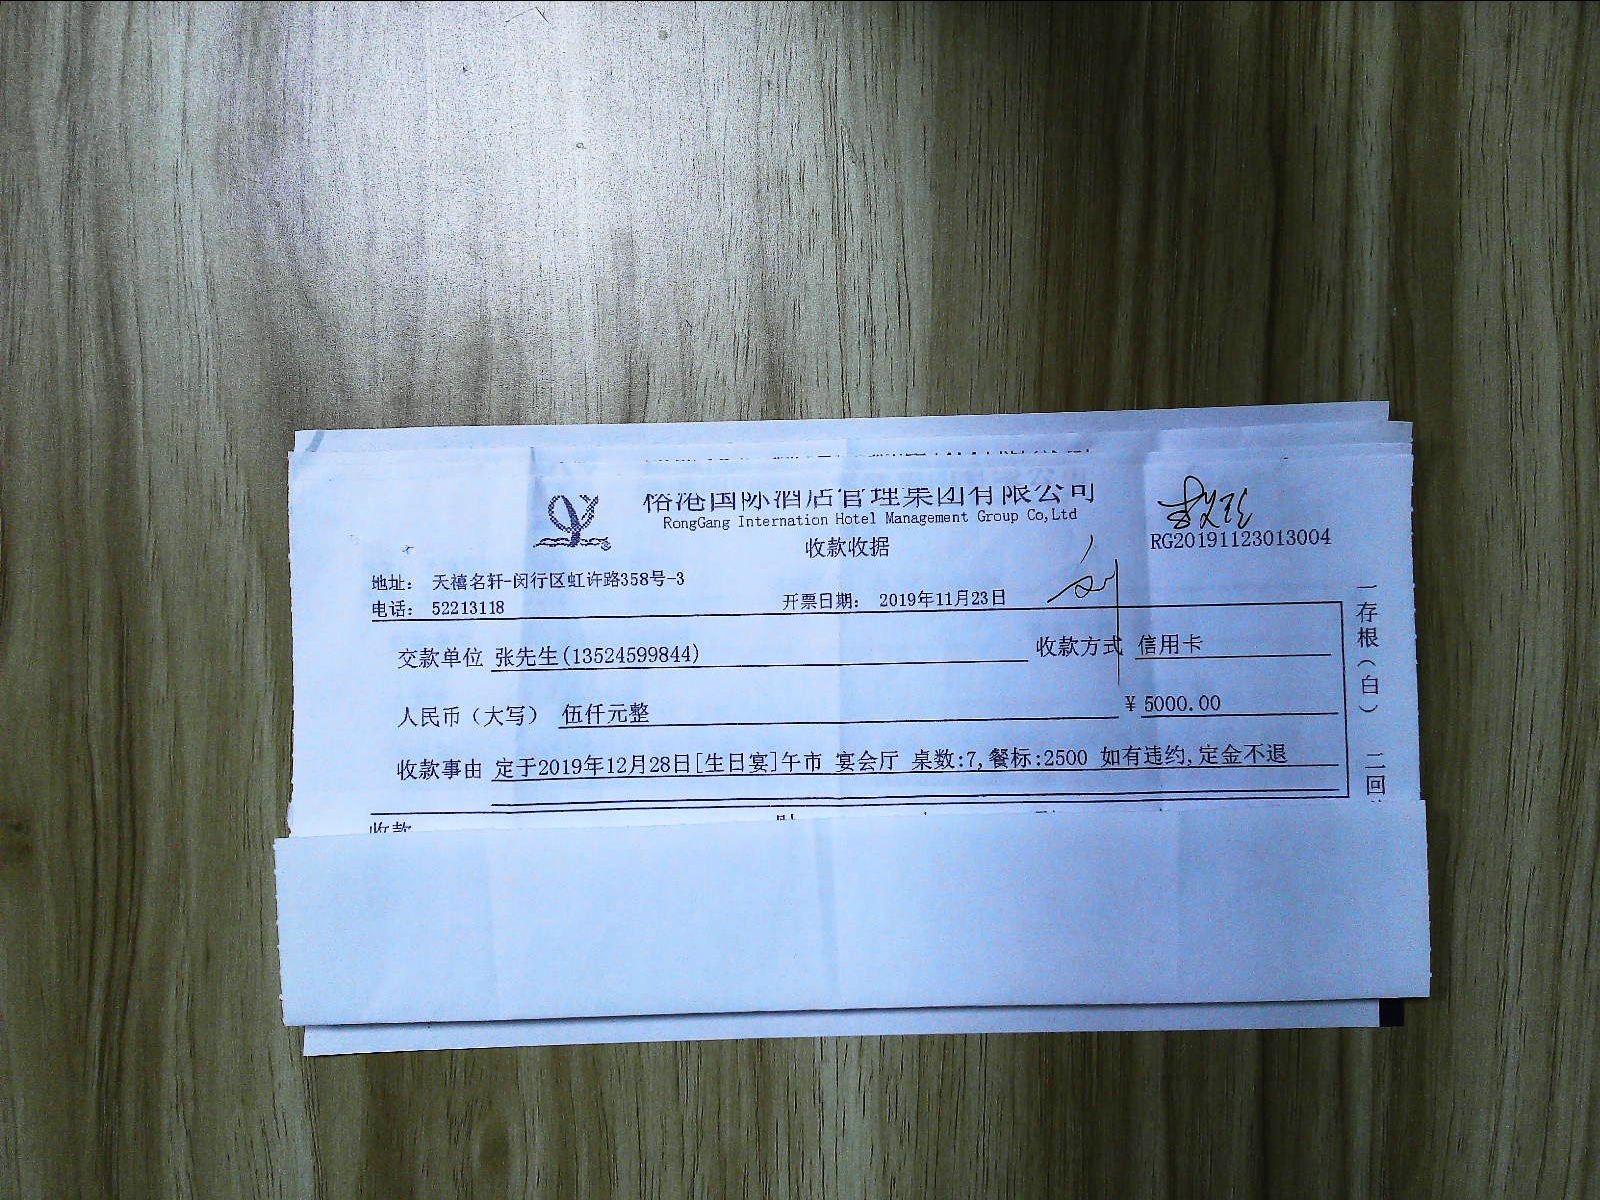 港国际酒店管理集团有限公司
RongGang Internation Hotel Management Group Co,Ltd
收款收据
RG20191123013004
地址： 天禧名轩-闵行区虹许路358号-3
电话： 52213118
开票日期： 2019年11月23日
交款单位 张先生(13524599844)
收款方式 信用卡
人民币（大写） 伍仟元整
¥ 5000.00
收款事由 定于2019年12月28日[生日宴]午市 宴会厅 桌数:7,餐标:2500 如有违约,定金不退
收款
一存根（白） 二回